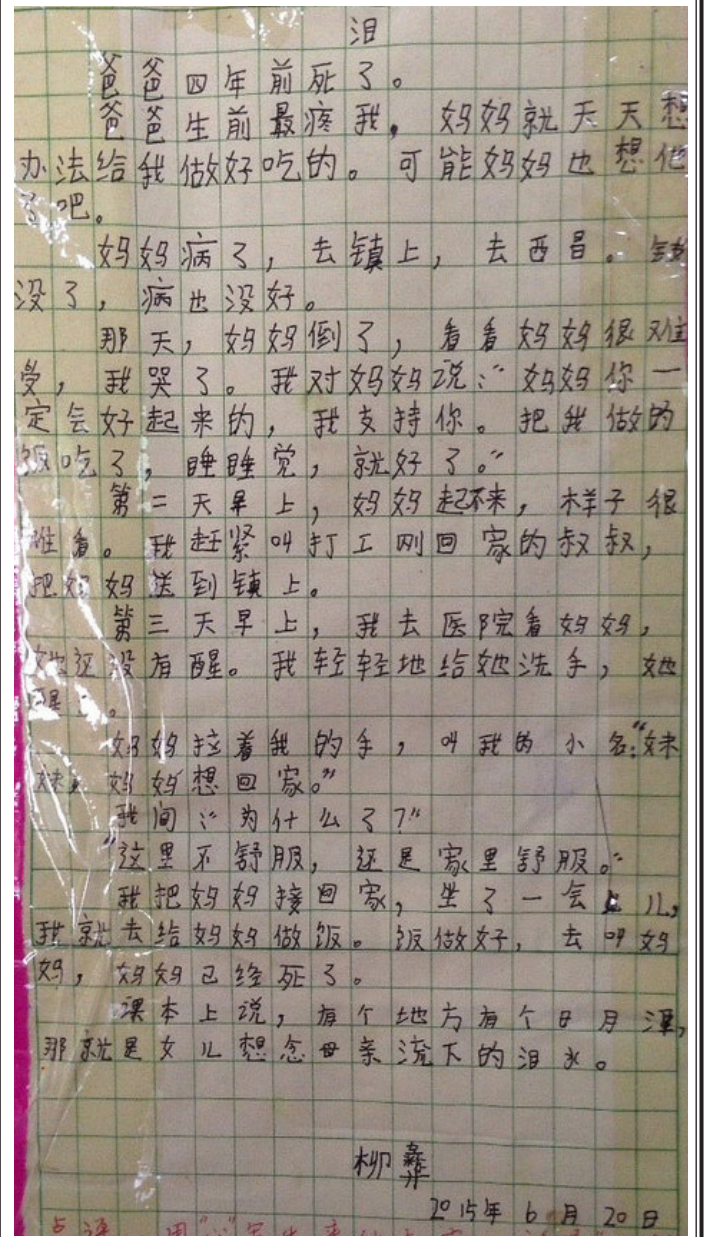 泪
爸爸四年前死了。
爸爸生前最疼我，妈妈就天天想
办法给我做好吃的。可能妈妈也想他
了吧。
妈妈病了，去镇上，去西昌。钱
没了，病也没好。
那天，妈妈倒了，看看妈妈很难
受，我哭了。我对妈妈说：“妈妈你一
定会好起来的，我支持你。把我做的
饭吃了，睡睡觉，就好了。”
第二天早上，妈妈起不来，样子很
难看。我赶紧叫打工刚回家的叔叔，
把妈妈送到镇上。
第三天早上，我去医院看妈妈，
她还没有醒。我轻轻地给她洗手，她
醒了。
妈妈拉着我的手，叫我的小名：“妹
妹，妈妈想回家。”
我问：“为什么了？”
“这里不舒服，还是家里舒服。”
我把妈妈接回家，坐了一会儿，
我就去给妈妈做饭。饭做好，去叫妈
妈，妈妈已经死了。
课本上说，有个地方有个日月潭，
那就是女儿想念母亲流下的泪水。
柳彝
2015年6月20日